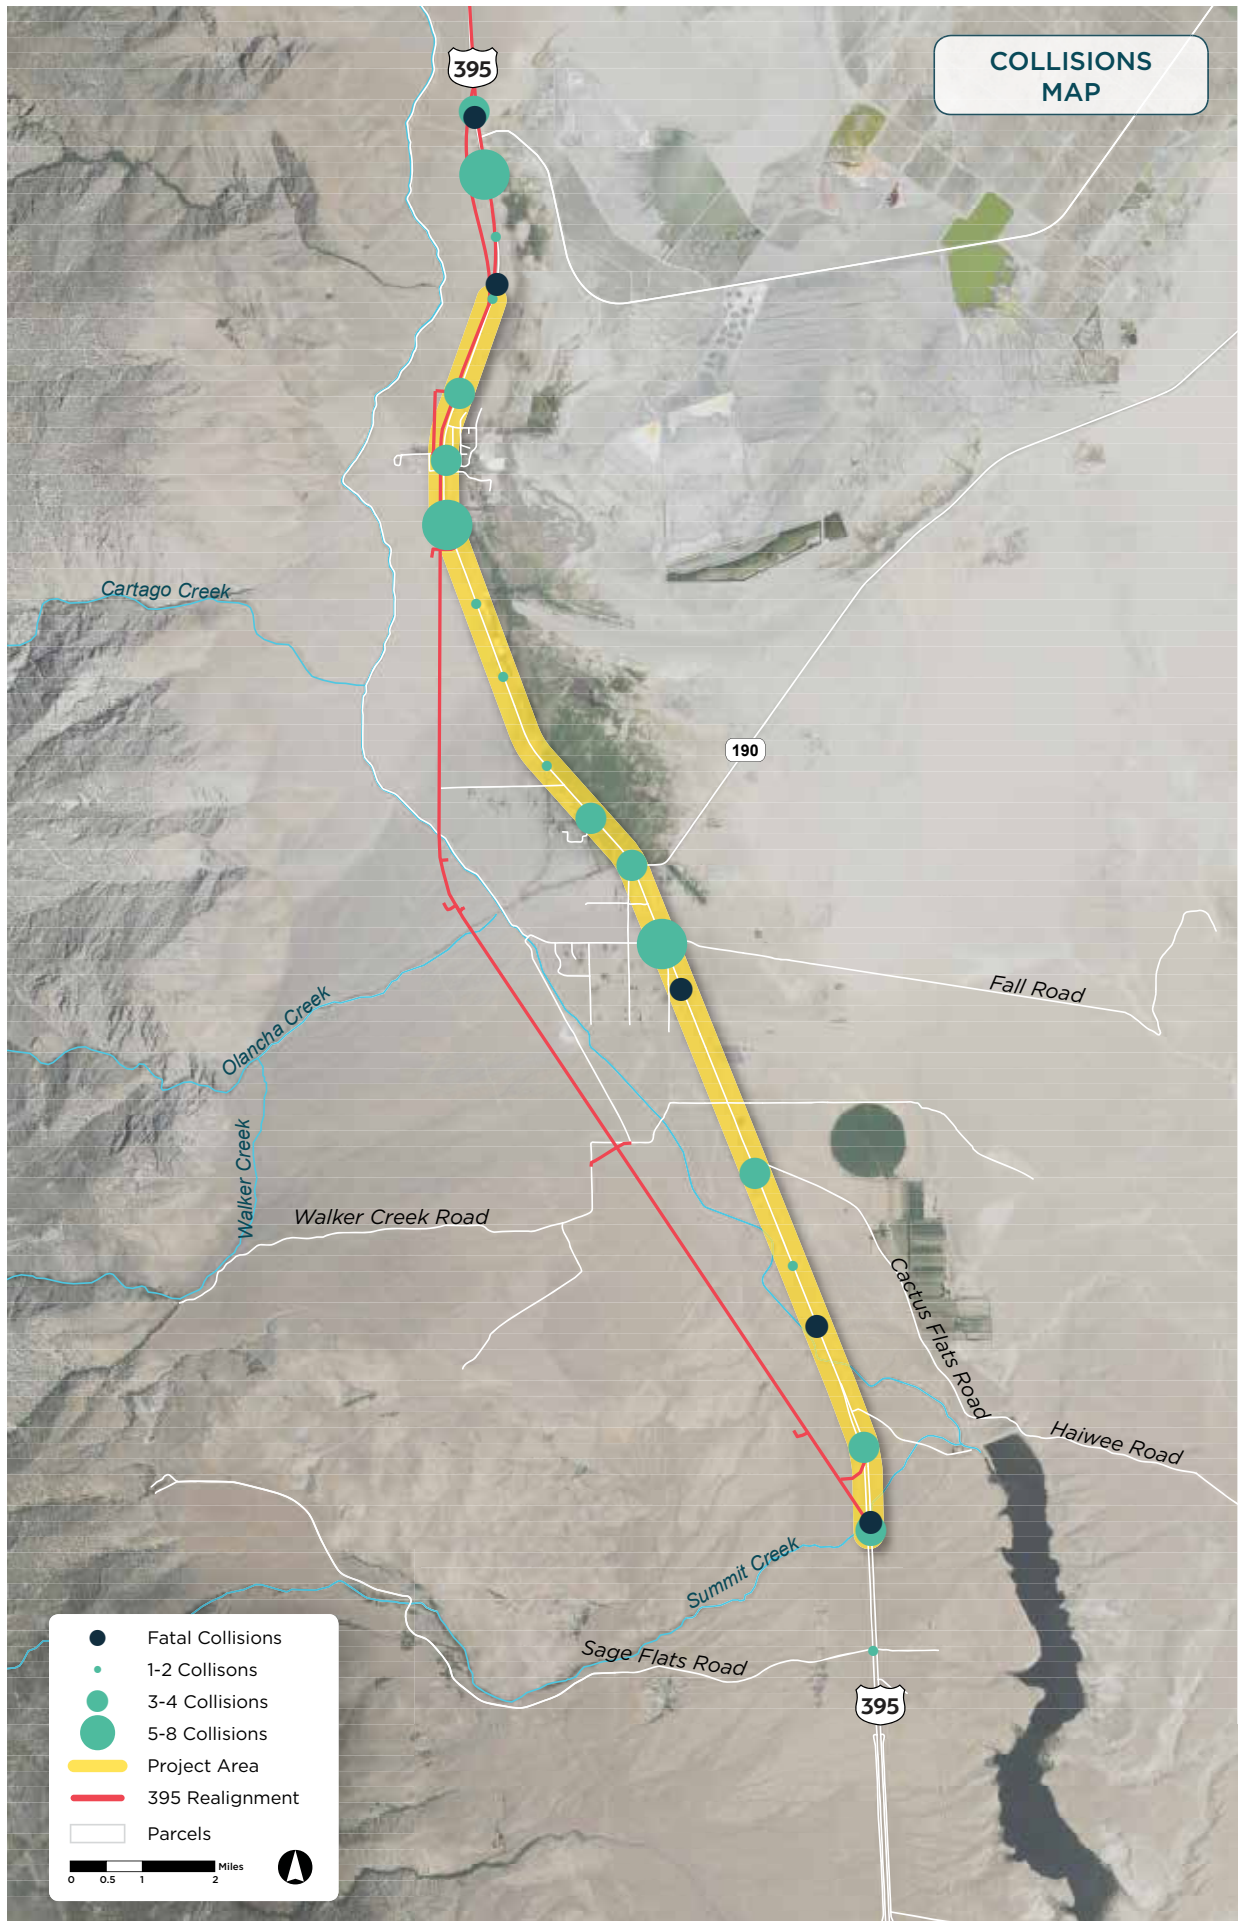 395
COLLISIONS
MAP
Cartago Creek
190
Fall Road
Olancha Creek
Walker Creek
Walker Creek Road
Cactus Flats Road
Haiwee Road
Summit Creek
Sage Flats Road
395
Fatal Collisions
1-2 Collisons
3-4 Collisions
5-8 Collisions
Project Area
395 Realignment
Parcels
Miles
0 0.5 1 2